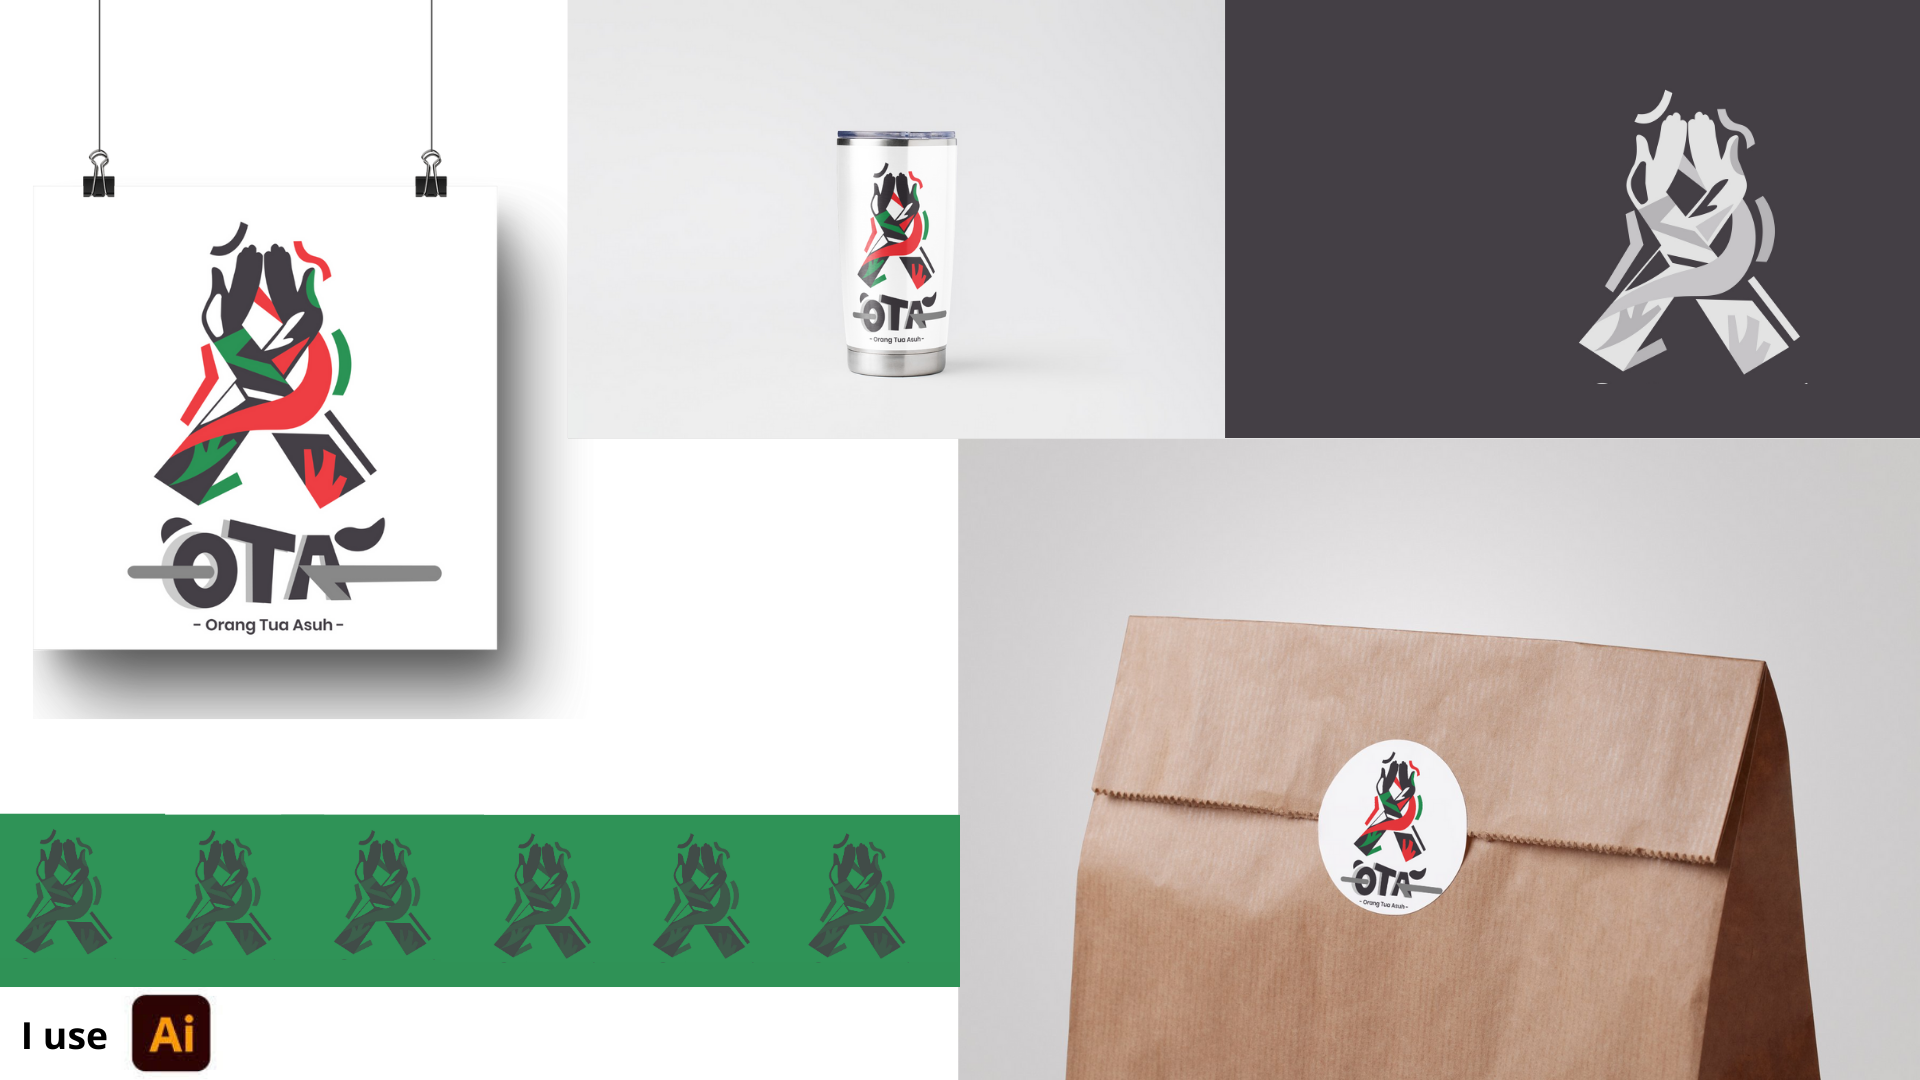 OTA
- Orang Tua Asuh -
OTA
- Orang Tua Asuh -
OTA
- Orang Tua Asuh -
I use
Ai